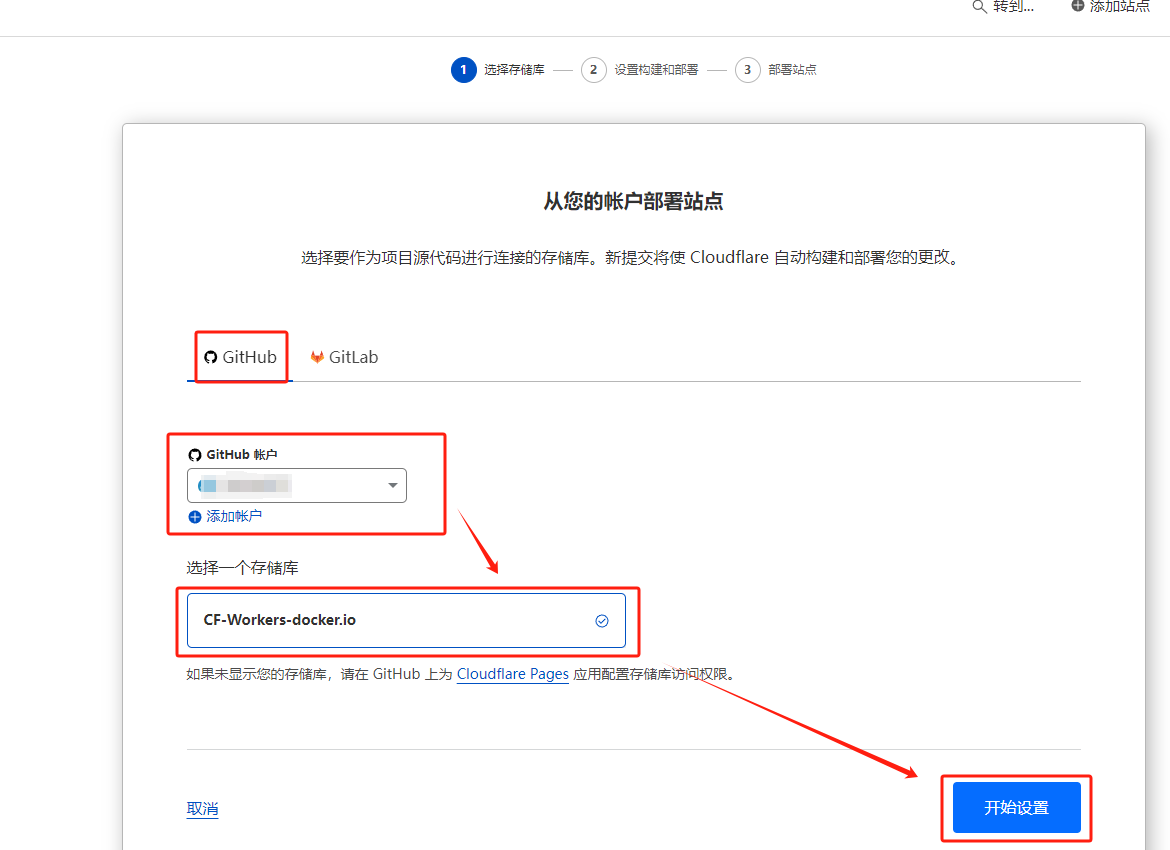 转到... 添加站点
1 选择存储库 2 设置构建和部署 3 部署站点
从您的帐户部署站点
选择要作为项目源代码进行连接的存储库。新提交将使 Cloudflare 自动构建和部署您的更改。
GitHub GitLab
GitHub 帐户
添加帐户
选择一个存储库
CF-Workers-docker.io
如果未显示您的存储库，请在 GitHub 上为 Cloudflare Pages 应用配置存储库访问权限。
取消 开始设置